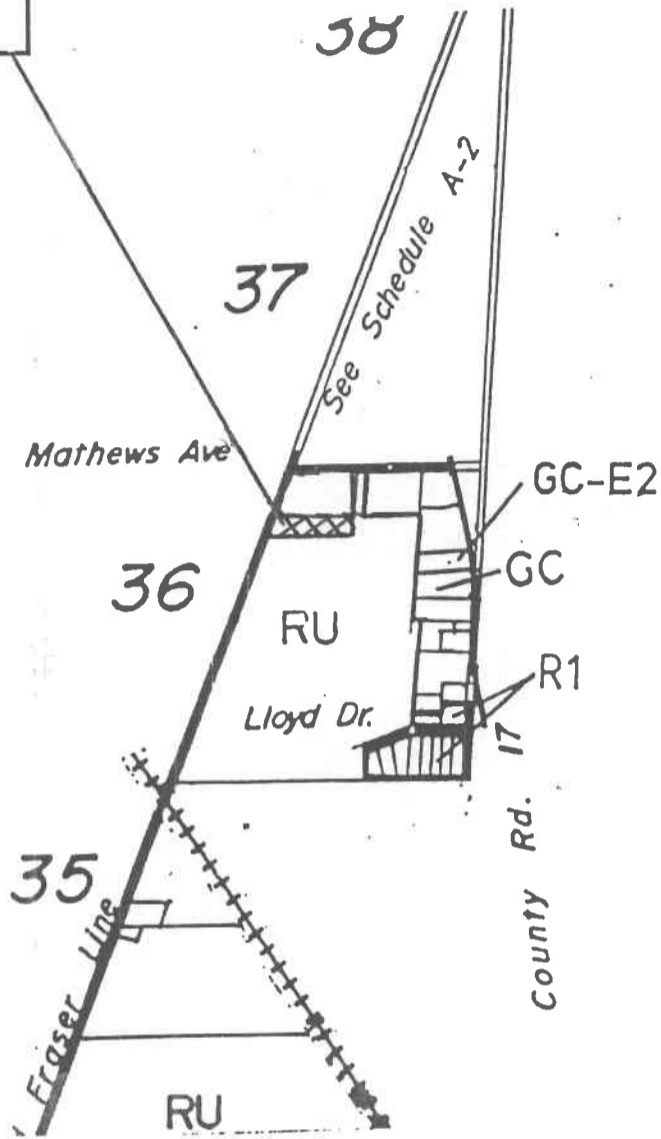 38
See Schedule A-2
37
Mathews Ave
GC-E2
GC
36
RU
R1
Lloyd Dr.
County Rd. 17
35
Fraser Line
RU